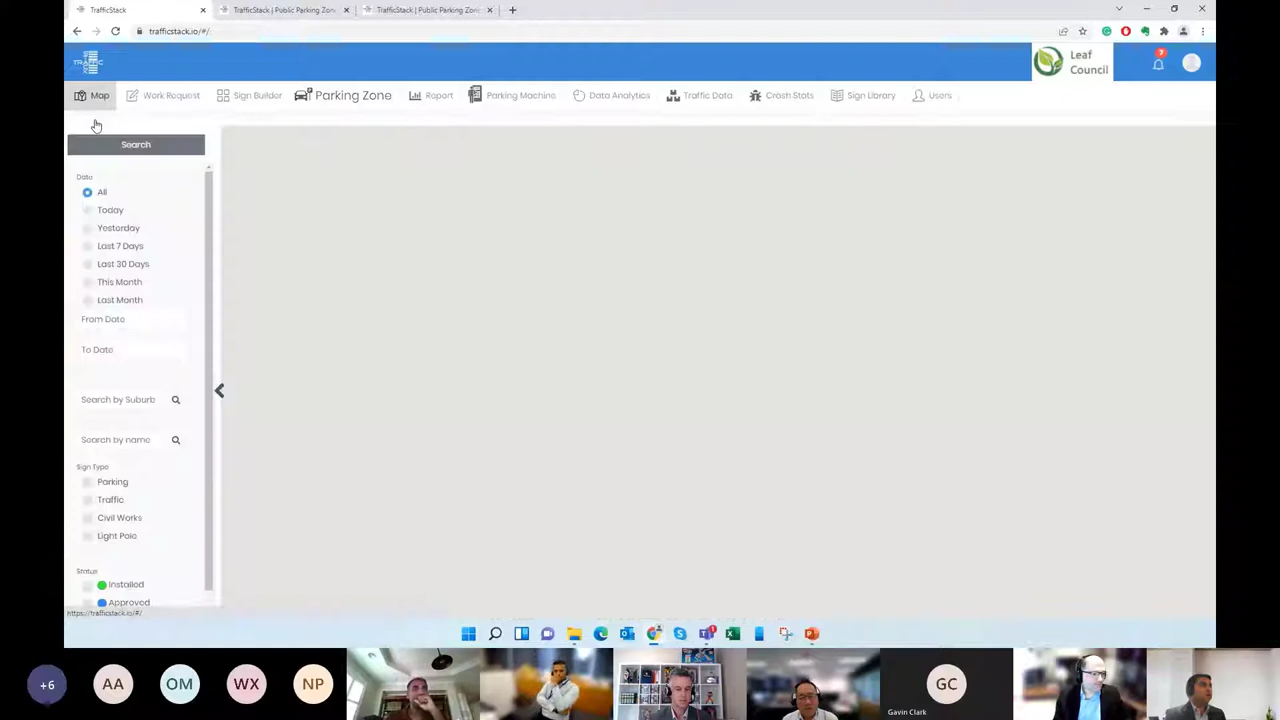 TrafficStack
TrafficStack | Public Parking Zon
TrafficStack | Public Parking Zon
trafficstack.io/#/
TRAFFIC
Leaf
Council
7
Map
Work Request
Sign Builder
Parking Zone
Report
Parking Machine
Data Analytics
Traffic Data
Crash Stats
Sign Library
Users
Search
Date
All
Today
Yesterday
Last 7 Days
Last 30 Days
This Month
Last Month
From Date
To Date
Search by Suburb
Search by name
Sign Type
Parking
Traffic
Civil Works
Light Pole
Status
Installed
Approved
https://trafficstack.io/#/
+6
AA
OM
WX
NP
GC
Gavin Clark